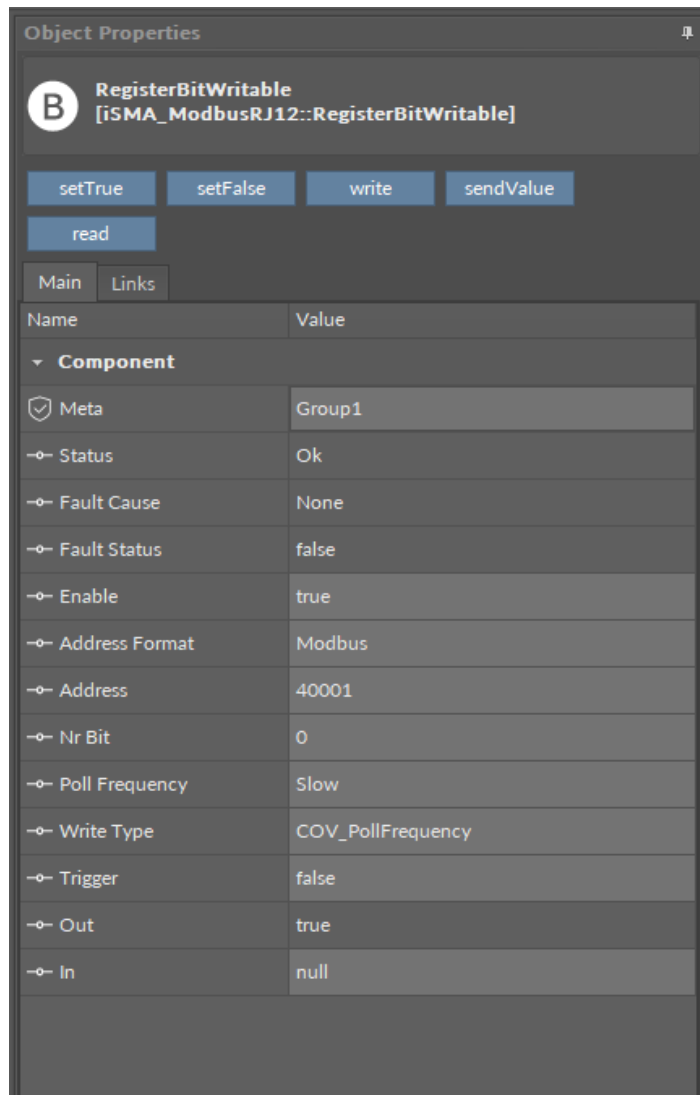 Object Properties
B
RegisterBitWritable
[iSMA_ModbusRJ12::RegisterBitWritable]
setTrue setFalse write sendValue
read
Main Links
Name Value
Component
Meta Group1
Status Ok
Fault Cause None
Fault Status false
Enable true
Address Format Modbus
Address 40001
Nr Bit 0
Poll Frequency Slow
Write Type COV_PollFrequency
Trigger false
Out true
In null